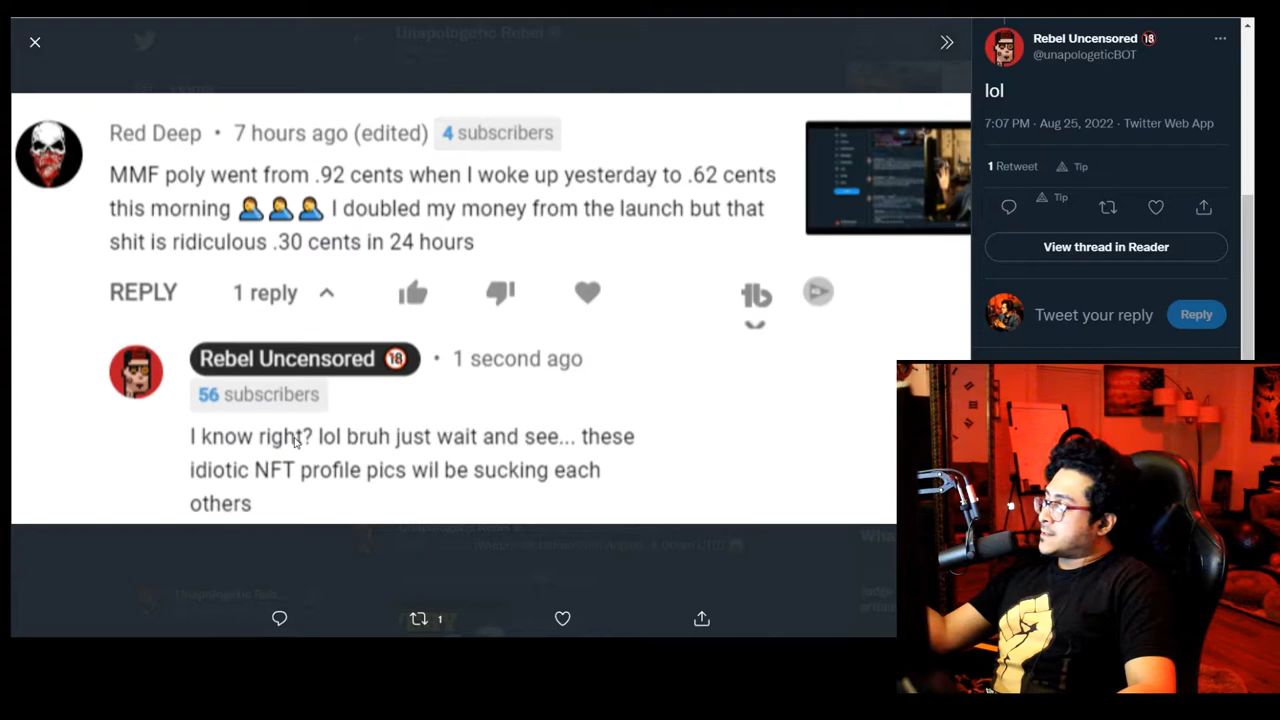 Unapologetic Rebel
Rebel Uncensored 🔞
@unapologeticBOT
lol
7:07 PM · Aug 25, 2022 · Twitter Web App
1 Retweet Tip
Tip
View thread in Reader
Tweet your reply Reply
Red Deep • 7 hours ago (edited) 4 subscribers
MMF poly went from .92 cents when I woke up yesterday to .62 cents
this morning 🤦‍♂️🤦‍♂️🤦‍♂️ I doubled my money from the launch but that
shit is ridiculous .30 cents in 24 hours
REPLY 1 reply
Rebel Uncensored 🔞 • 1 second ago
56 subscribers
I know right? lol bruh just wait and see... these
idiotic NFT profile pics wil be sucking each
others
1